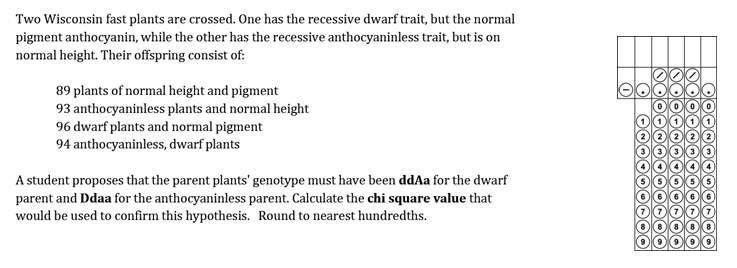 Two Wisconsin fast plants are crossed. One has the recessive dwarf trait, but the normal
pigment anthocyanin, while the other has the recessive anthocyaninless trait, but is on
normal height. Their offspring consist of:
89 plants of normal height and pigment
93 anthocyaninless plants and normal height
96 dwarf plants and normal pigment
94 anthocyaninless, dwarf plants
A student proposes that the parent plants' genotype must have been ddAa for the dwarf
parent and Ddaa for the anthocyaninless parent. Calculate the chi square value that
would be used to confirm this hypothesis. Round to nearest hundredths.
/ / /
− . . . . .
0 0 0 0
1 1 1 1 1
2 2 2 2 2
3 3 3 3 3
4 4 4 4 4
5 5 5 5 5
6 6 6 6 6
7 7 7 7 7
8 8 8 8 8
9 9 9 9 9